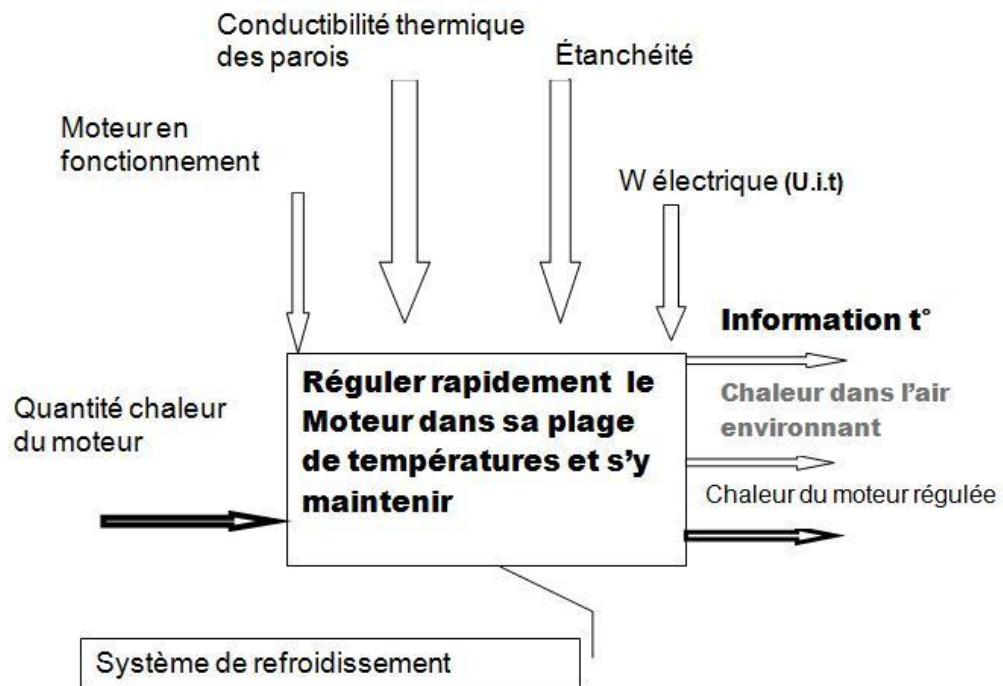 Conductibilité thermique
des parois
Étanchéité
Moteur en
fonctionnement
W électrique (U.i.t)
Information t°
Réguler rapidement le
Moteur dans sa plage
de températures et s'y
maintenir
Quantité chaleur
du moteur
Chaleur dans l'air
environnant
Chaleur du moteur régulée
Système de refroidissement